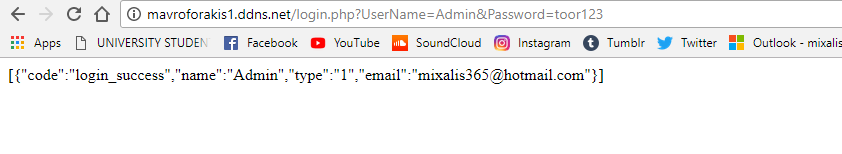 mavroforakis1.ddns.net/login.php?UserName=Admin&Password=toor123
Apps UNIVERSITY STUDEN Facebook YouTube SoundCloud Instagram Tumblr Twitter Outlook - mixalis
[{"code":"login_success","name":"Admin","type":"1","email":"mixalis365@hotmail.com"}]